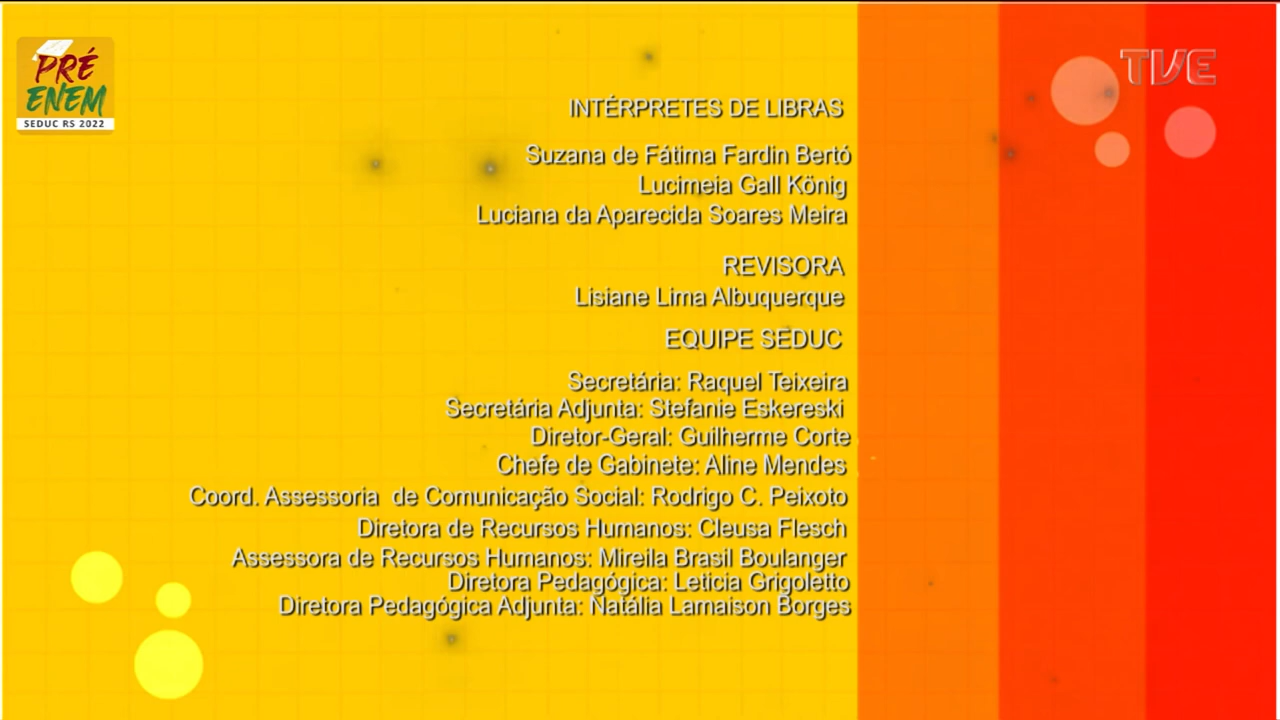 PRÉ
ENEM
SEDUC RS 2022
TVE
INTÉRPRETES DE LIBRAS
Suzana de Fátima Fardin Bertó
Lucimeia Gall König
Luciana da Aparecida Soares Meira
REVISORA
Lisiane Lima Albuquerque
EQUIPE SEDUC
Secretária: Raquel Teixeira
Secretária Adjunta: Stefanie Eskereski
Diretor-Geral: Guilherme Corte
Chefe de Gabinete: Aline Mendes
Coord. Assessoria de Comunicação Social: Rodrigo C. Peixoto
Diretora de Recursos Humanos: Cleusa Flesch
Assessora de Recursos Humanos: Mireila Brasil Boulanger
Diretora Pedagógica: Leticia Grigoletto
Diretora Pedagógica Adjunta: Natália Lamaison Borges